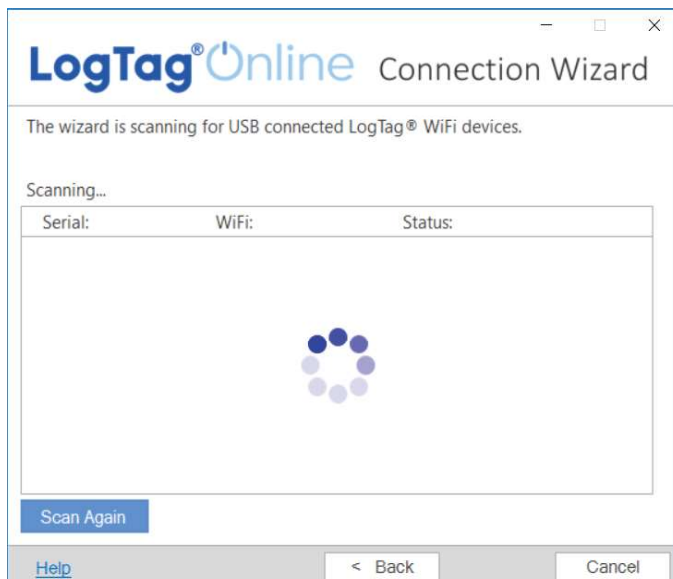 LogTag® Online Connection Wizard
The wizard is scanning for USB connected LogTag® WiFi devices.
Scanning...
Serial: WiFi: Status:
Scan Again
Help < Back Cancel